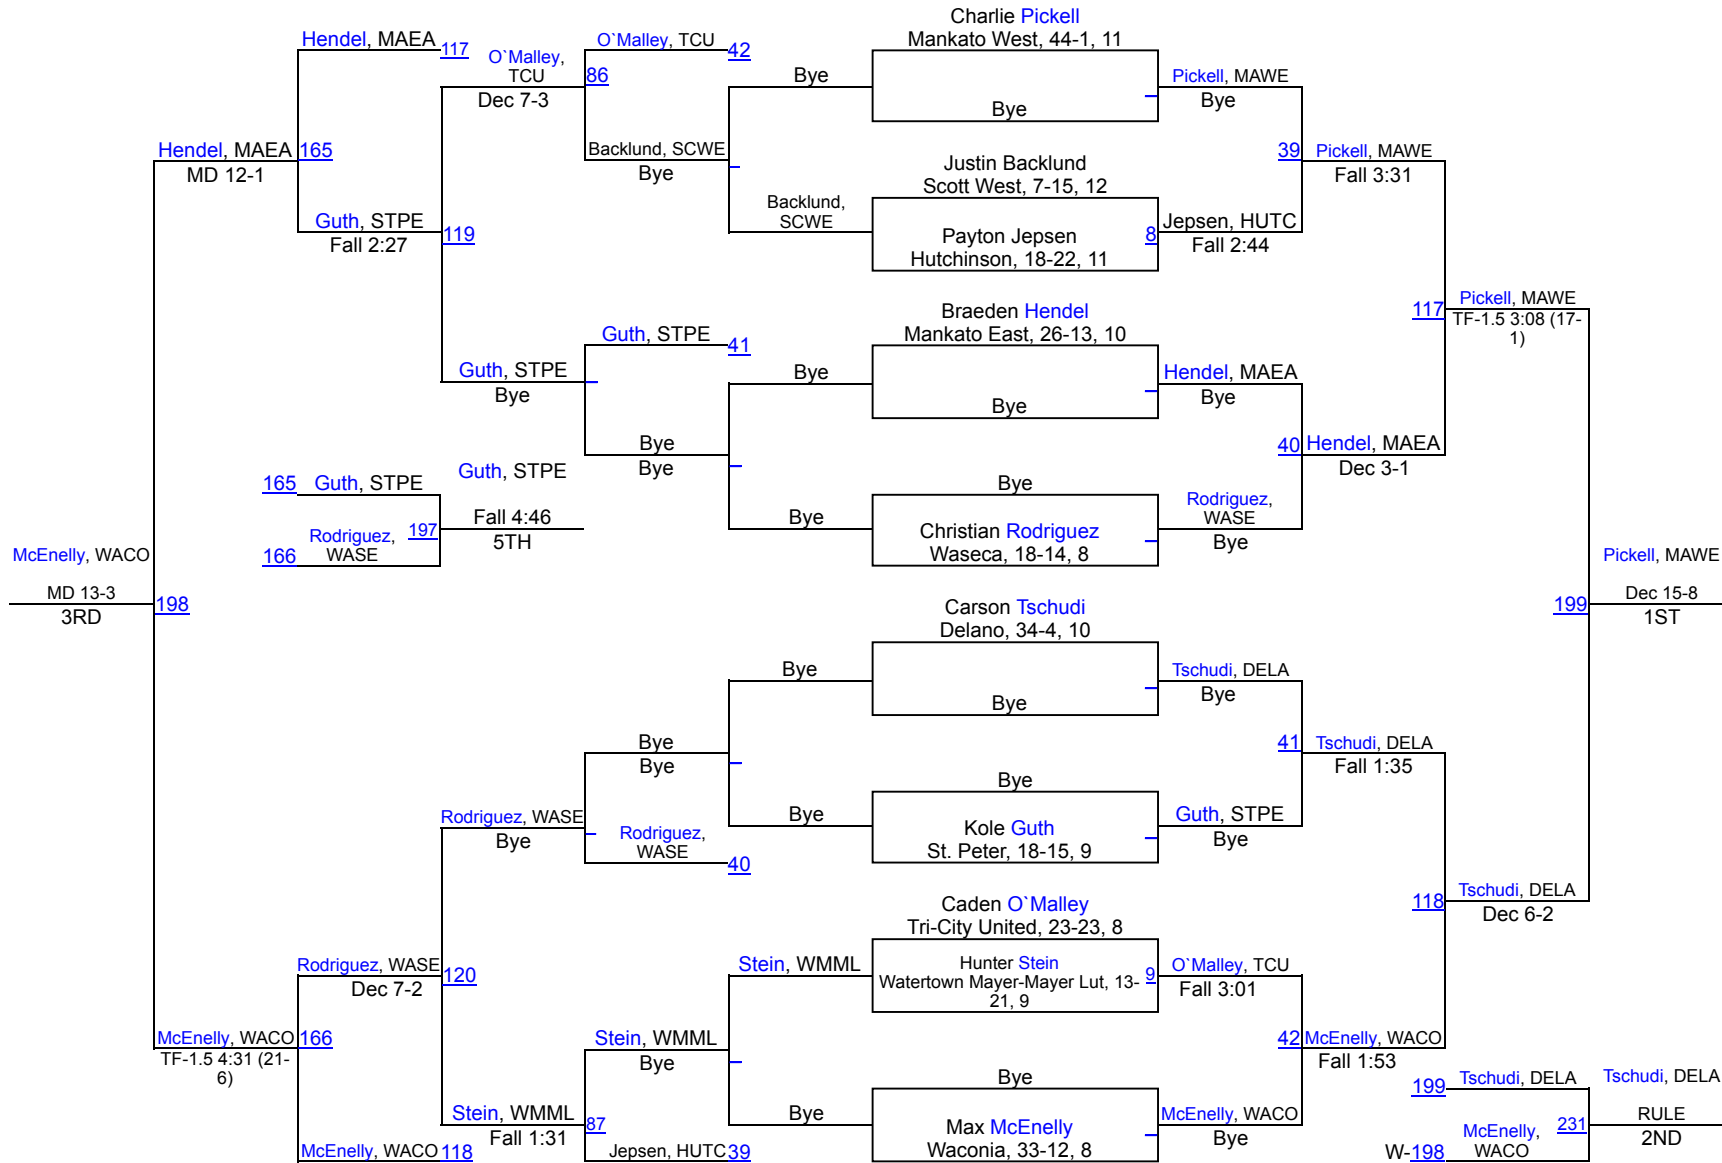 Charlie Pickell
Mankato West, 44-1, 11
Hendel, MAEA
117
O`Malley,
TCU
86
Dec 7-3
O`Malley, TCU
42
Bye
Bye
Pickell, MAWE
Bye
Hendel, MAEA
165
MD 12-1
Backlund, SCWE
Bye
Justin Backlund
Scott West, 7-15, 12
39
Pickell, MAWE
Fall 3:31
Guth, STPE
Fall 2:27
119
Backlund,
SCWE
Payton Jepsen
Hutchinson, 18-22, 11
8
Jepsen, HUTC
Fall 2:44
Braeden Hendel
Mankato East, 26-13, 10
117
Pickell, MAWE
TF-1.5 3:08 (17-
1)
Guth, STPE
41
Guth, STPE
Bye
Bye
Bye
Hendel, MAEA
Bye
Bye
Bye
40
Hendel, MAEA
Dec 3-1
165
Guth, STPE
Guth, STPE
Bye
Rodriguez,
WASE
Bye
197
Fall 4:46
5TH
166
Rodriguez,
WASE
Bye
Christian Rodriguez
Waseca, 18-14, 8
McEnelly, WACO
MD 13-3
3RD
198
Carson Tschudi
Delano, 34-4, 10
199
Pickell, MAWE
Dec 15-8
1ST
Bye
Bye
Tschudi, DELA
Bye
Bye
Bye
41
Tschudi, DELA
Fall 1:35
Bye
Rodriguez, WASE
Bye
Rodriguez,
WASE
40
Bye
Kole Guth
St. Peter, 18-15, 9
Guth, STPE
Bye
Caden O`Malley
Tri-City United, 23-23, 8
118
Tschudi, DELA
Dec 6-2
Rodriguez, WASE
Dec 7-2
120
Stein, WMML
Hunter Stein
Watertown Mayer-Mayer Lut, 13-
21, 9
9
O`Malley, TCU
Fall 3:01
McEnelly, WACO
166
TF-1.5 4:31 (21-
6)
Stein, WMML
Bye
42
McEnelly, WACO
Fall 1:53
Bye
199
Tschudi, DELA
Tschudi, DELA
Stein, WMML
Fall 1:31
87
Bye
Max McEnelly
Waconia, 33-12, 8
McEnelly, WACO
Bye
231
RULE
2ND
McEnelly, WACO
118
Jepsen, HUTC
39
W-198
McEnelly,
WACO